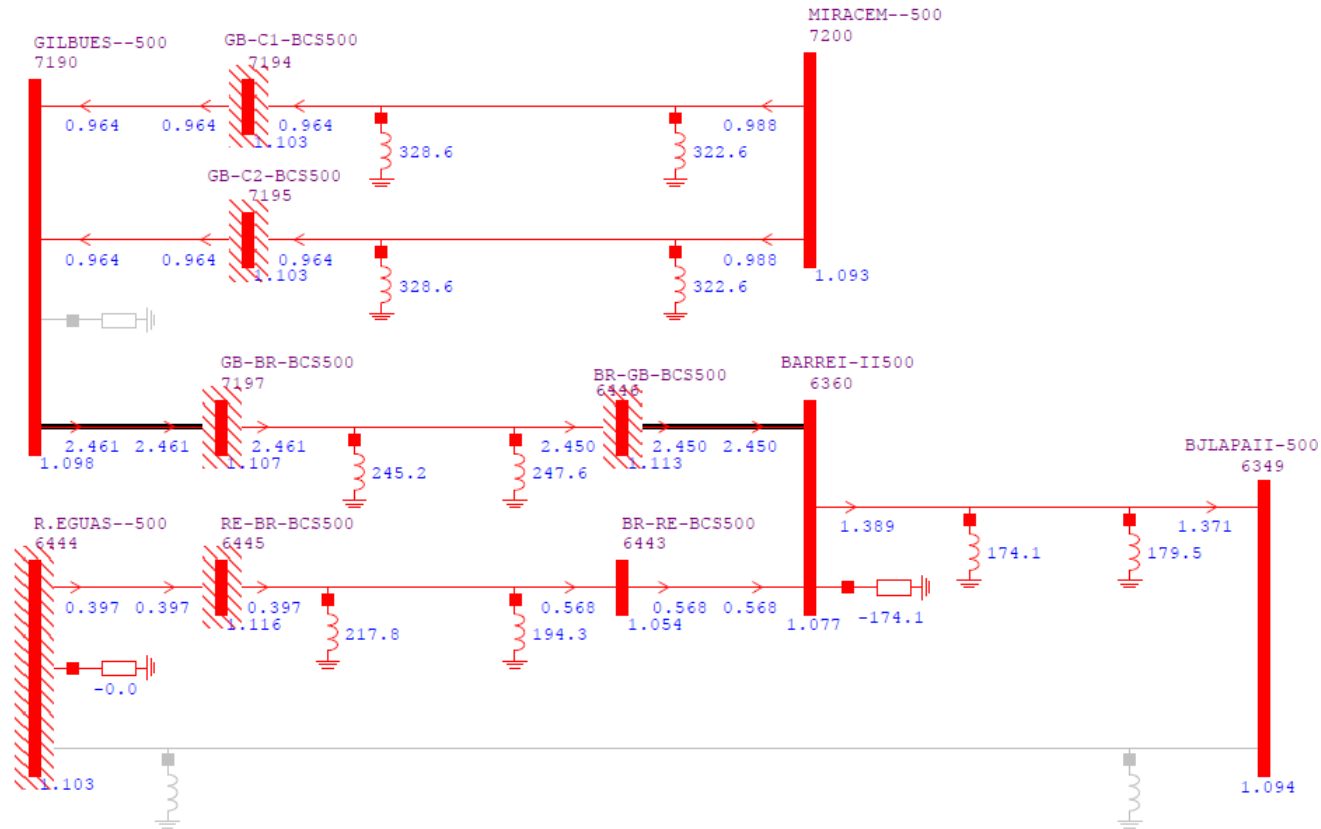 MIRACEM--500
7200
GILBUES--500
7190
GB-C1-BCS500
7194
0.964 0.964 0.964 0.988
1.103
328.6 322.6
GB-C2-BCS500
7195
0.964 0.964 0.964 0.988
1.103 1.093
328.6 322.6
GB-BR-BCS500
7197
BR-GB-BCS500
6446
BARREI-II500
6360
2.461 2.461 2.461 2.450 2.450 2.450
1.098 1.107 1.113
245.2 247.6
BJLAPAII-500
6349
R.EGUAS--500
6444
RE-BR-BCS500
6445
BR-RE-BCS500
6443
1.389 1.371
174.1 179.5
0.397 0.397 0.397 0.568 0.568 0.568
1.116 1.054 1.077 -174.1
217.8 194.3
-0.0
1.103 1.094